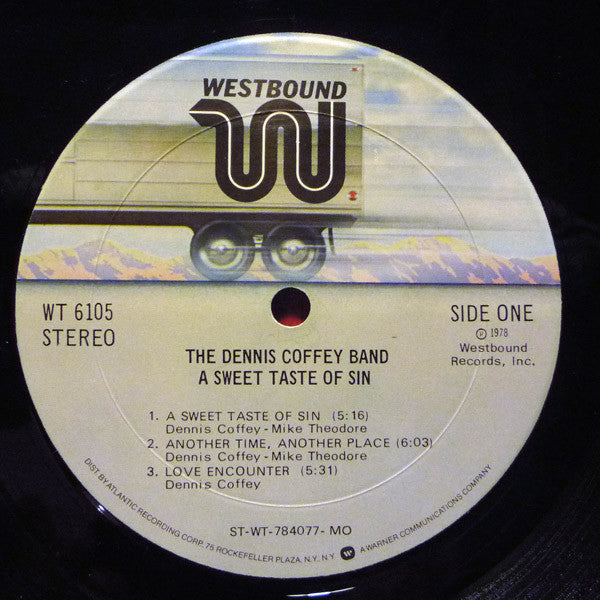 WESTBOUND
W
WT 6105
STEREO
SIDE ONE
Ⓟ 1978
Westbound
Records, Inc.
THE DENNIS COFFEY BAND
A SWEET TASTE OF SIN
1. A SWEET TASTE OF SIN (5:16)
Dennis Coffey - Mike Theodore
2. ANOTHER TIME, ANOTHER PLACE (6:03)
Dennis Coffey - Mike Theodore
3. LOVE ENCOUNTER (5:31)
Dennis Coffey
ST-WT-784077-MO
DIST BY ATLANTIC RECORDING CORP. 75 ROCKEFELLER PLAZA, N.Y. N.Y. W A WARNER COMMUNICATIONS COMPANY.